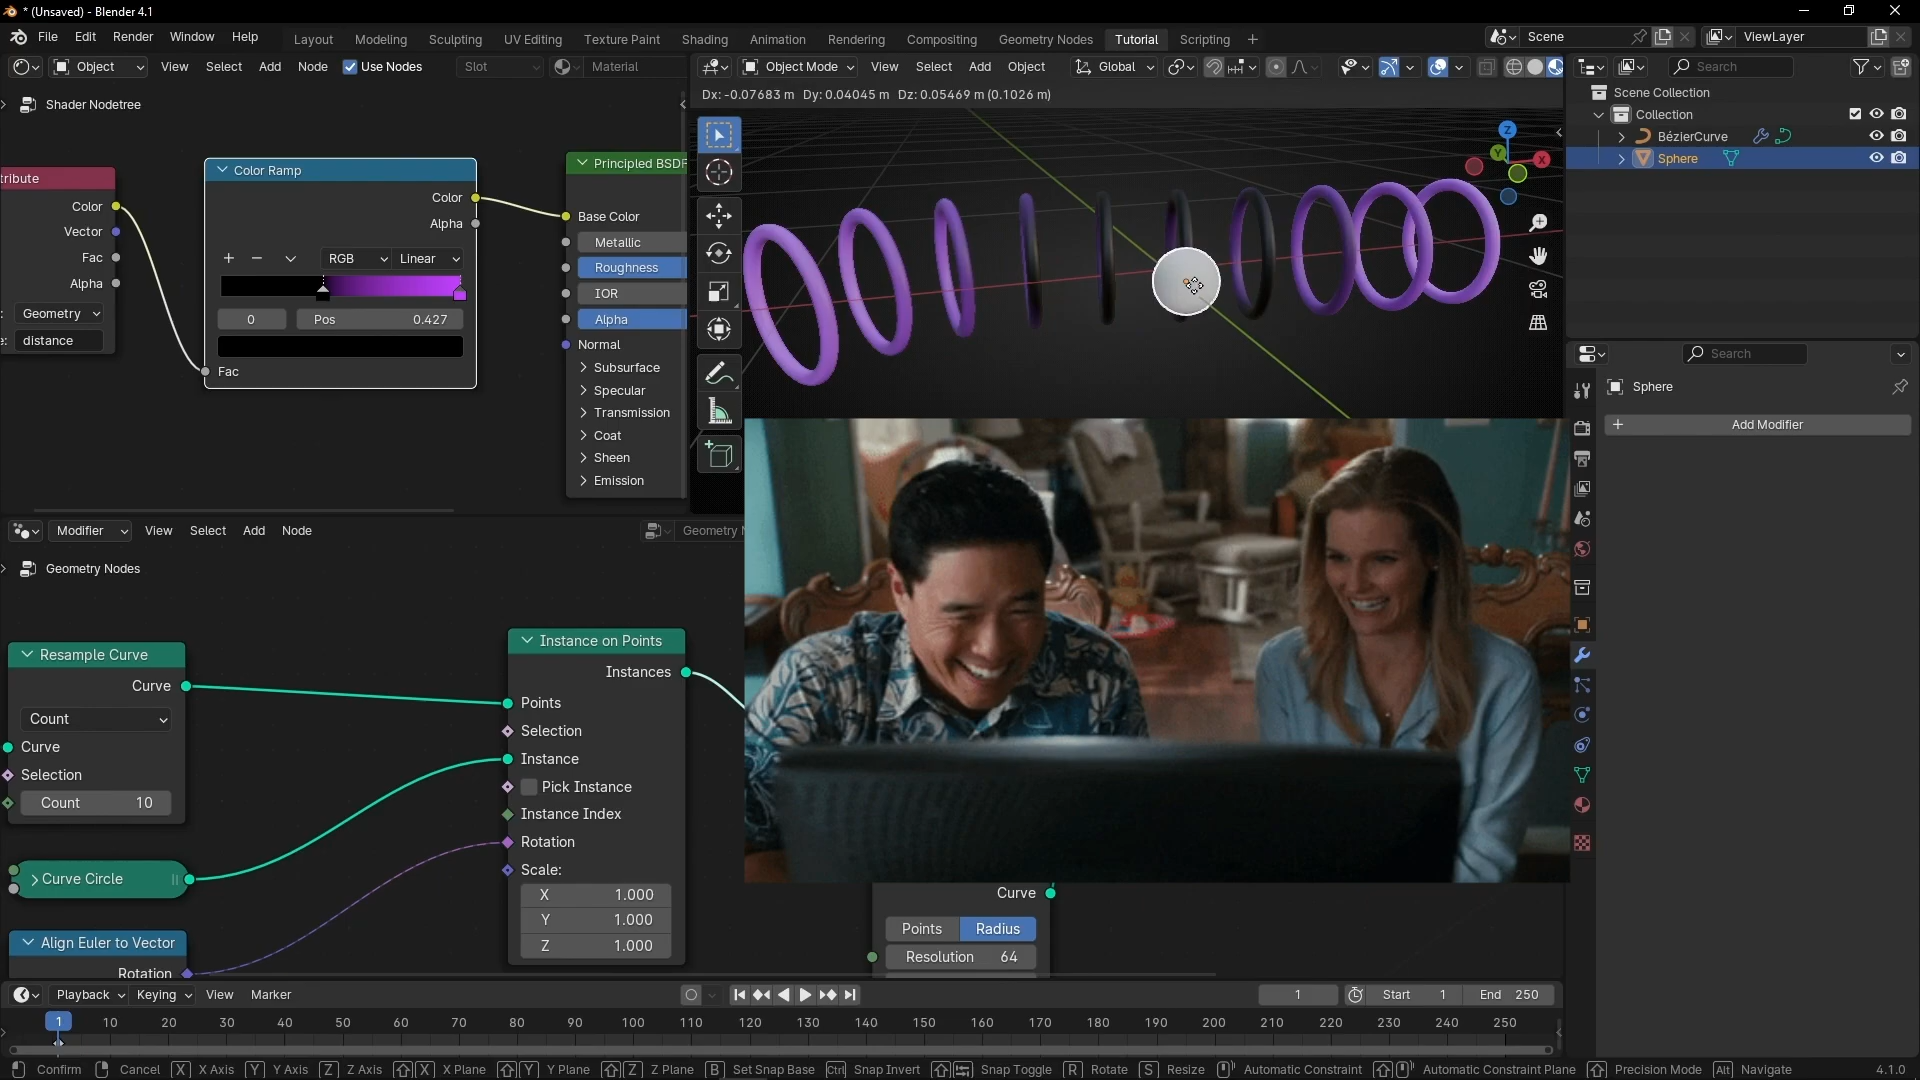 * (Unsaved) - Blender 4.1
File Edit Render Window Help
Layout Modeling Sculpting UV Editing Texture Paint Shading Animation Rendering Compositing Geometry Nodes Tutorial Scripting +
Scene
ViewLayer
Object View Select Add Node Use Nodes Slot Material
Object Mode View Select Add Object Global
Search
Shader Nodetree
Dx: -0.07683 m Dy: 0.04045 m Dz: 0.05469 m (0.1026 m)
Scene Collection
Collection
BézierCurve
Sphere
tribute
Color
Vector
Fac
Alpha
: Geometry
e: distance
Color Ramp
Color
Alpha
+ − RGB Linear
0 Pos 0.427
Fac
Principled BSDF
Base Color
Metallic
Roughness
IOR
Alpha
Normal
Subsurface
Specular
Transmission
Coat
Sheen
Emission
Z
Y
X
Search
Sphere
+ Add Modifier
Modifier View Select Add Node Geometry N
Geometry Nodes
Resample Curve
Curve
Count
Curve
Selection
Count 10
Curve Circle
Align Euler to Vector
Rotation
Instance on Points
Instances
Points
Selection
Instance
Pick Instance
Instance Index
Rotation
Scale:
X 1.000
Y 1.000
Z 1.000
Curve
Points Radius
Resolution 64
Playback Keying View Marker
1 Start 1 End 250
1 10 20 30 40 50 60 70 80 90 100 110 120 130 140 150 160 170 180 190 200 210 220 230 240 250
Confirm Cancel X X Axis Y Y Axis Z Z Axis X X Plane Y Y Plane Z Z Plane B Set Snap Base Ctrl Snap Invert Snap Toggle R Rotate S Resize Automatic Constraint Automatic Constraint Plane Precision Mode Alt Navigate 4.1.0